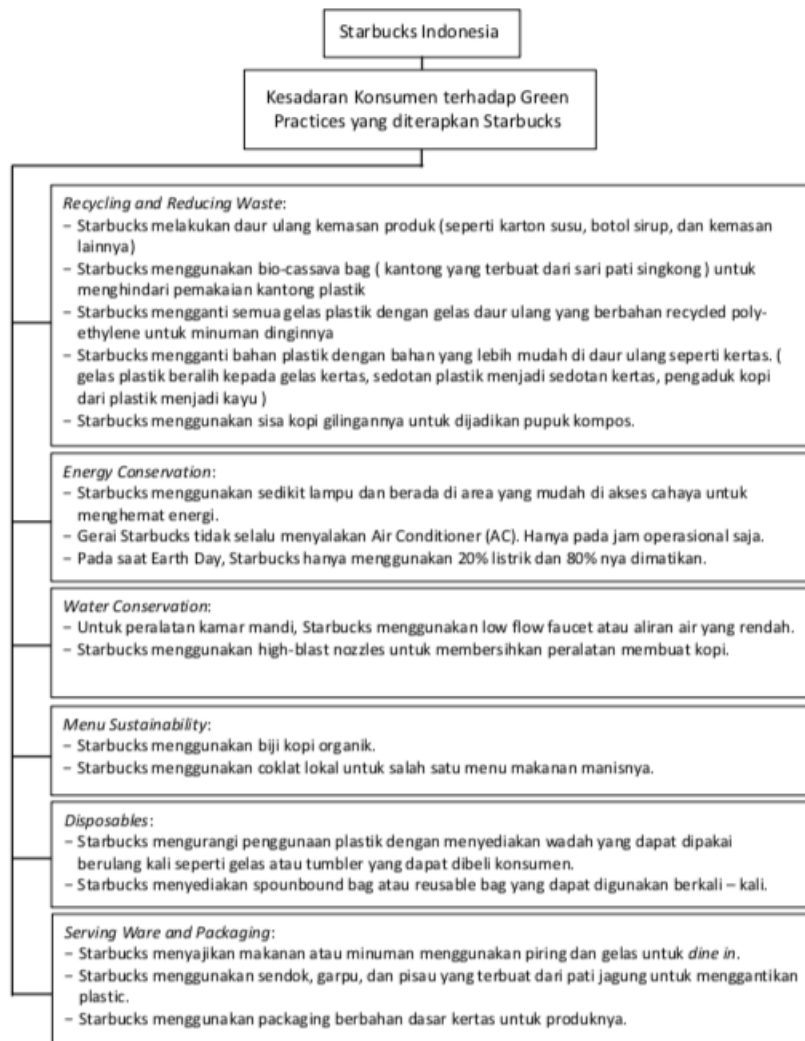 Starbucks Indonesia
Kesadaran Konsumen terhadap Green
Practices yang diterapkan Starbucks
Recycling and Reducing Waste:
– Starbucks melakukan daur ulang kemasan produk (seperti karton susu, botol sirup, dan kemasan
lainnya)
– Starbucks menggunakan bio-cassava bag ( kantong yang terbuat dari sari pati singkong ) untuk
menghindari pemakaian kantong plastik
– Starbucks mengganti semua gelas plastik dengan gelas daur ulang yang berbahan recycled poly-
ethylene untuk minuman dinginnya
– Starbucks mengganti bahan plastik dengan bahan yang lebih mudah di daur ulang seperti kertas. (
gelas plastik beralih kepada gelas kertas, sedotan plastik menjadi sedotan kertas, pengaduk kopi
dari plastik menjadi kayu )
– Starbucks menggunakan sisa kopi gilingannya untuk dijadikan pupuk kompos.
Energy Conservation:
– Starbucks menggunakan sedikit lampu dan berada di area yang mudah di akses cahaya untuk
menghemat energi.
– Gerai Starbucks tidak selalu menyalakan Air Conditioner (AC). Hanya pada jam operasional saja.
– Pada saat Earth Day, Starbucks hanya menggunakan 20% listrik dan 80% nya dimatikan.
Water Conservation:
– Untuk peralatan kamar mandi, Starbucks menggunakan low flow faucet atau aliran air yang rendah.
– Starbucks menggunakan high-blast nozzles untuk membersihkan peralatan membuat kopi.
Menu Sustainability:
– Starbucks menggunakan biji kopi organik.
– Starbucks menggunakan coklat lokal untuk salah satu menu makanan manisnya.
Disposables:
– Starbucks mengurangi penggunaan plastik dengan menyediakan wadah yang dapat dipakai
berulang kali seperti gelas atau tumbler yang dapat dibeli konsumen.
– Starbucks menyediakan spounbound bag atau reusable bag yang dapat digunakan berkali – kali.
Serving Ware and Packaging:
– Starbucks menyajikan makanan atau minuman menggunakan piring dan gelas untuk dine in.
– Starbucks menggunakan sendok, garpu, dan pisau yang terbuat dari pati jagung untuk menggantikan
plastic.
– Starbucks menggunakan packaging berbahan dasar kertas untuk produknya.